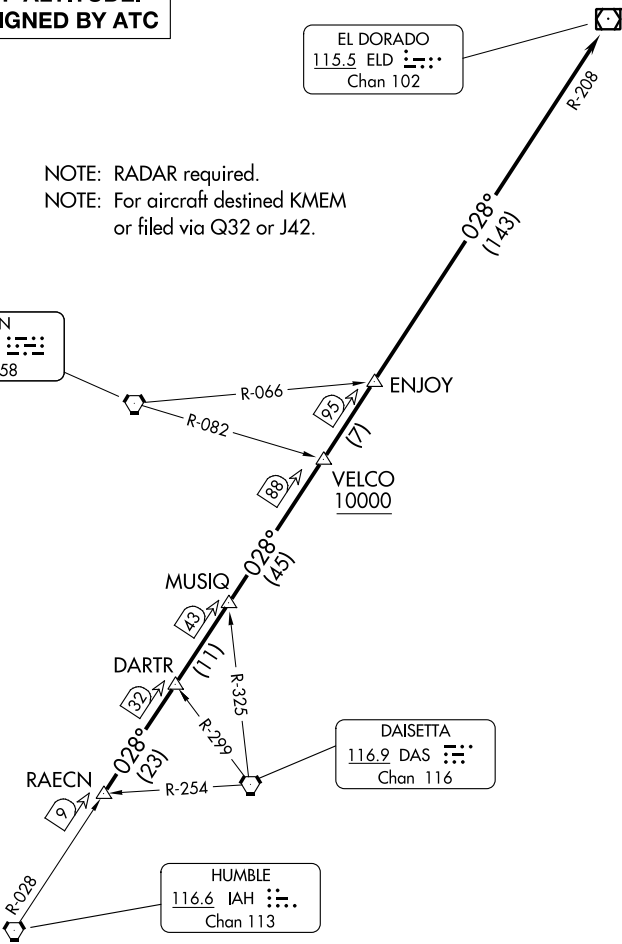 IGNED BY ATC
EL DORADO
115.5 ELD
Chan 102
R-208
NOTE: RADAR required.
NOTE: For aircraft destined KMEM
or filed via Q32 or J42.
028°
(143)
N
58
R-066
ENJOY
R-082
95
(7)
VELCO
10000
88
028°
(45)
MUSIQ
43
(11)
DARTR
32
R-325
R-299
DAISETTA
116.9 DAS
Chan 116
028°
(23)
RAECN
R-254
9
R-028
HUMBLE
116.6 IAH
Chan 113